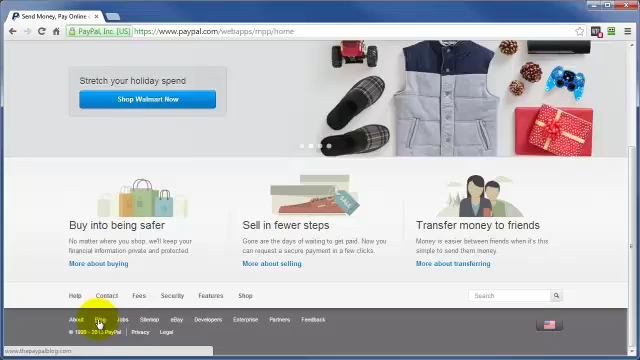 Send Money, Pay Online
PayPal, Inc. [US] https://www.paypal.com/webapps/mpp/home
Stretch your holiday spend
Shop Walmart Now
SALE
Buy into being safer
No matter where you shop, we'll keep your
financial information private and protected.
More about buying
Sell in fewer steps
Gone are the days of waiting to get paid. Now you
can request a secure payment in a few clicks.
More about selling
Transfer money to friends
Money is easier between friends when it's this
simple to send them money.
More about transferring
Help Contact Fees Security Features Shop
Search
About Blog Jobs Sitemap eBay Developers Enterprise Partners Feedback
PayPal Privacy Legal
www.thepaypalblog.com